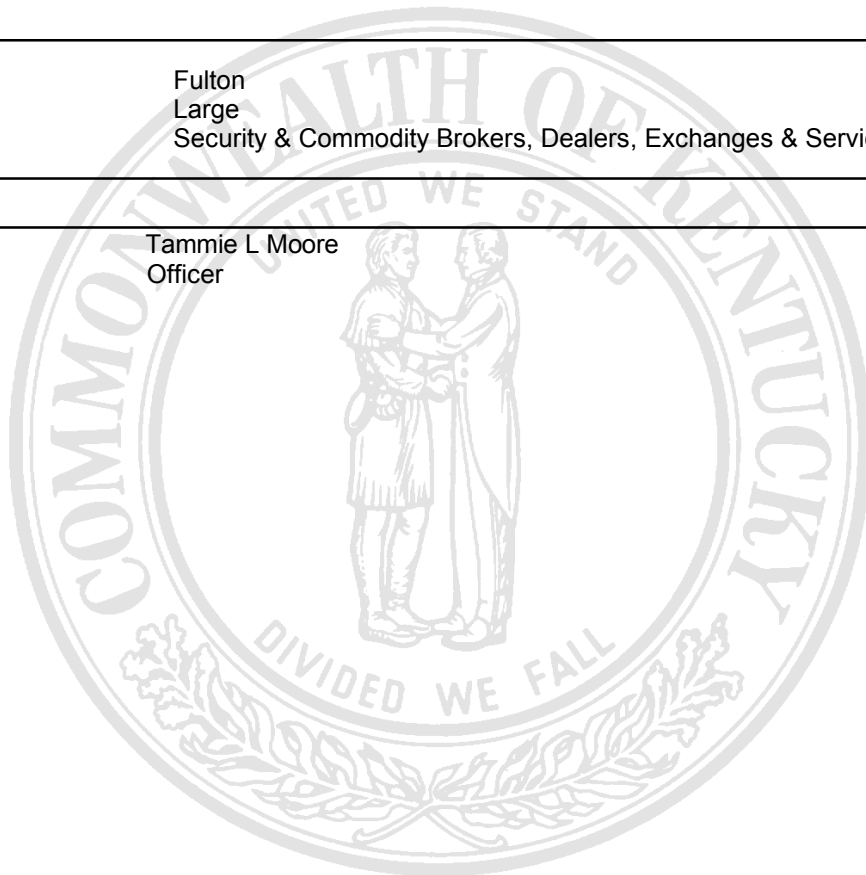 Fulton
Large
Security & Commodity Brokers, Dealers, Exchanges & Servi
Tammie L Moore
Officer
COMMONWEALTH OF KENTUCKY
UNITED WE STAND
DIVIDED WE FALL